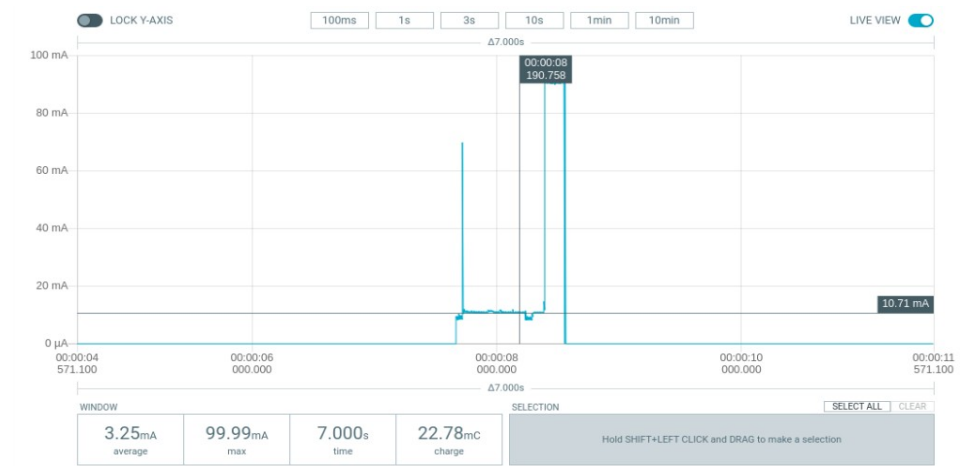 LOCK Y-AXIS 100ms 1s 3s 10s 1min 10min LIVE VIEW
Δ7.000s
100 mA
00:00:08
190.758
80 mA
60 mA
40 mA
20 mA
10.71 mA
0 µA
00:00:04 00:00:06 00:00:08 00:00:10 00:00:11
571.100 000.000 000.000 000.000 571.100
Δ7.000s
WINDOW SELECTION SELECT ALL CLEAR
3.25mA 99.99mA 7.000s 22.78mC
average max time charge
Hold SHIFT+LEFT CLICK and DRAG to make a selection